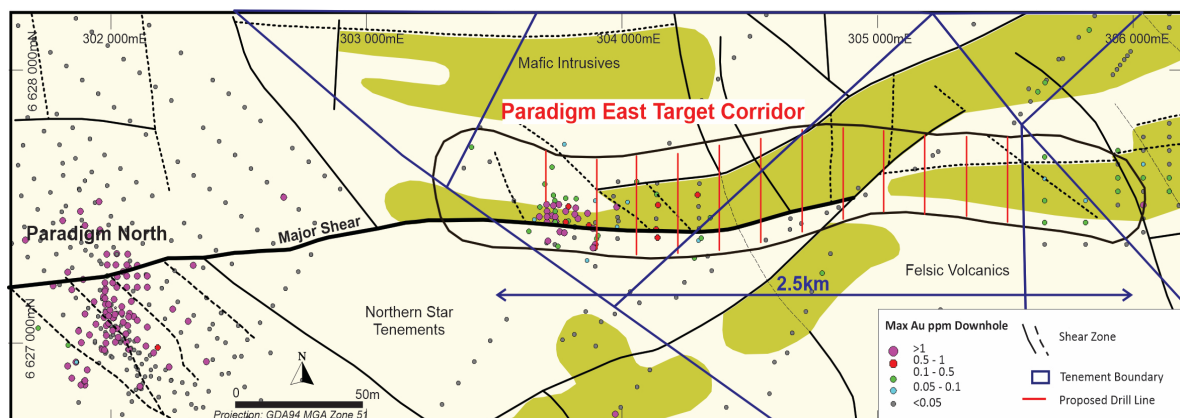 302 000mE
303 000mE
304 000mE
305 000mE
306 000mE
6 628 000mN
Mafic Intrusives
Paradigm East Target Corridor
Paradigm North
Major Shear
Felsic Volcanics
2.5km
Northern Star
Tenements
6 627 000mN
N
0
50m
Projection: GDA94 MGA Zone 51
Max Au ppm Downhole
>1
0.5 - 1
0.1 - 0.5
0.05 - 0.1
<0.05
Shear Zone
Tenement Boundary
Proposed Drill Line